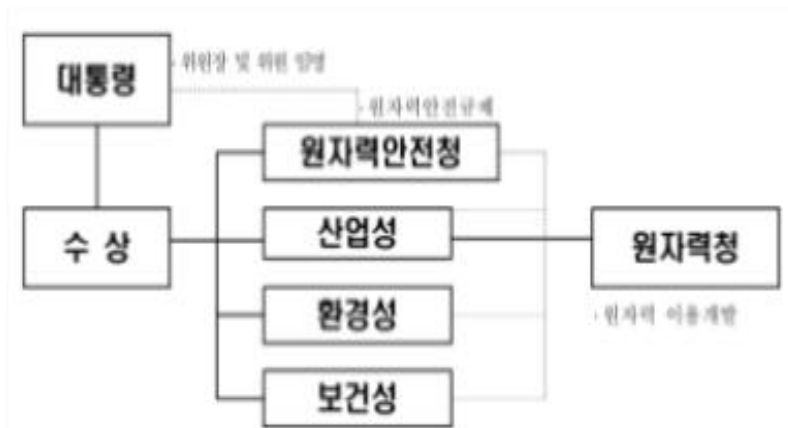 대통령
· 위원장 및 위원 임명
· 원자력안전규제
원자력안전청
수 상
산업성
원자력청
환경성
· 원자력 이용개발
보건성